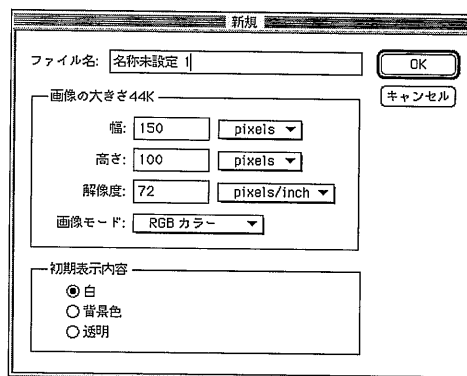 新規
ファイル名: 名称未設定 1
OK
キャンセル
画像の大きさ44K
幅: 150 pixels
高さ: 100 pixels
解像度: 72 pixels/inch
画像モード: RGB カラー
初期表示内容
白
背景色
透明